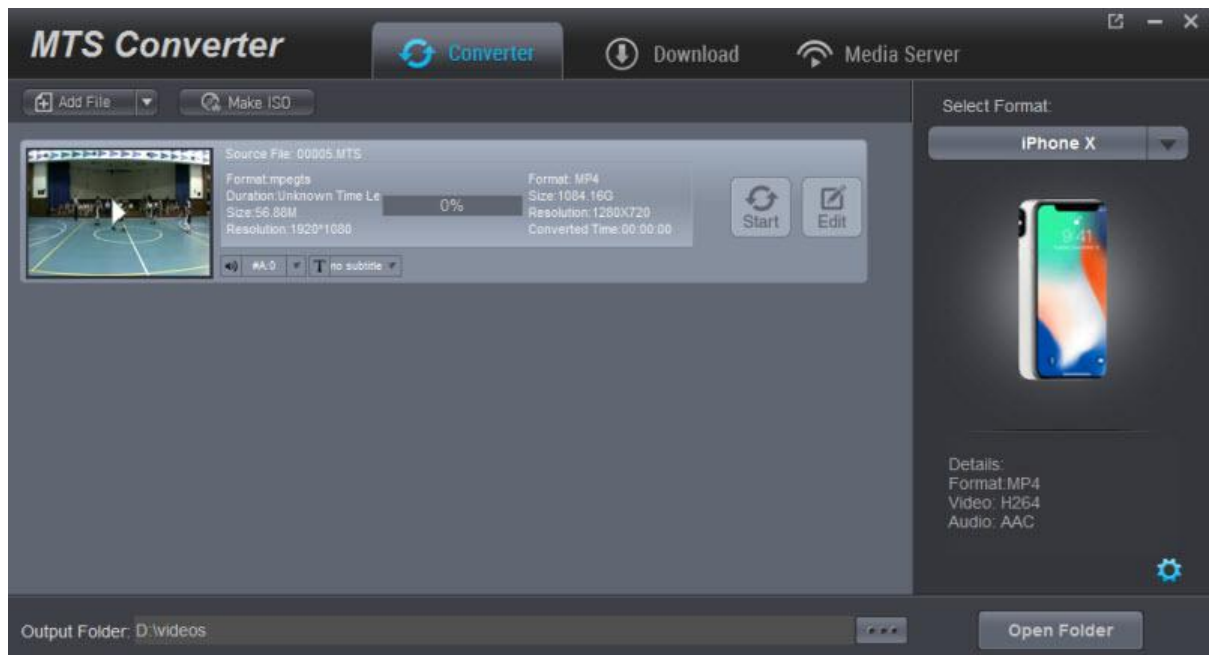 MTS Converter
Converter
Download
Media Server
Add File
Make ISO
Select Format:
iPhone X
Source File: 00005.MTS
Format:mpegts
Duration:Unknown Time Le
Size:56.88M
Resolution:1920*1080
0%
Format: MP4
Size:1084.16G
Resolution:1280X720
Converted Time:00:00:00
Start
Edit
#A:0
T no subtitle
9:41
Details:
Format:MP4
Video: H264
Audio: AAC
Output Folder: D:\videos
Open Folder